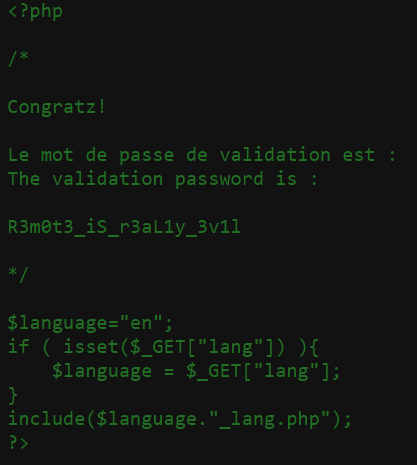 <?php
/*
Congratz!
Le mot de passe de validation est :
The validation password is :
R3m0t3_iS_r3aL1y_3v1l
*/
$language="en";
if ( isset($_GET["lang"]) ){
    $language = $_GET["lang"];
}
include($language."_lang.php");
?>